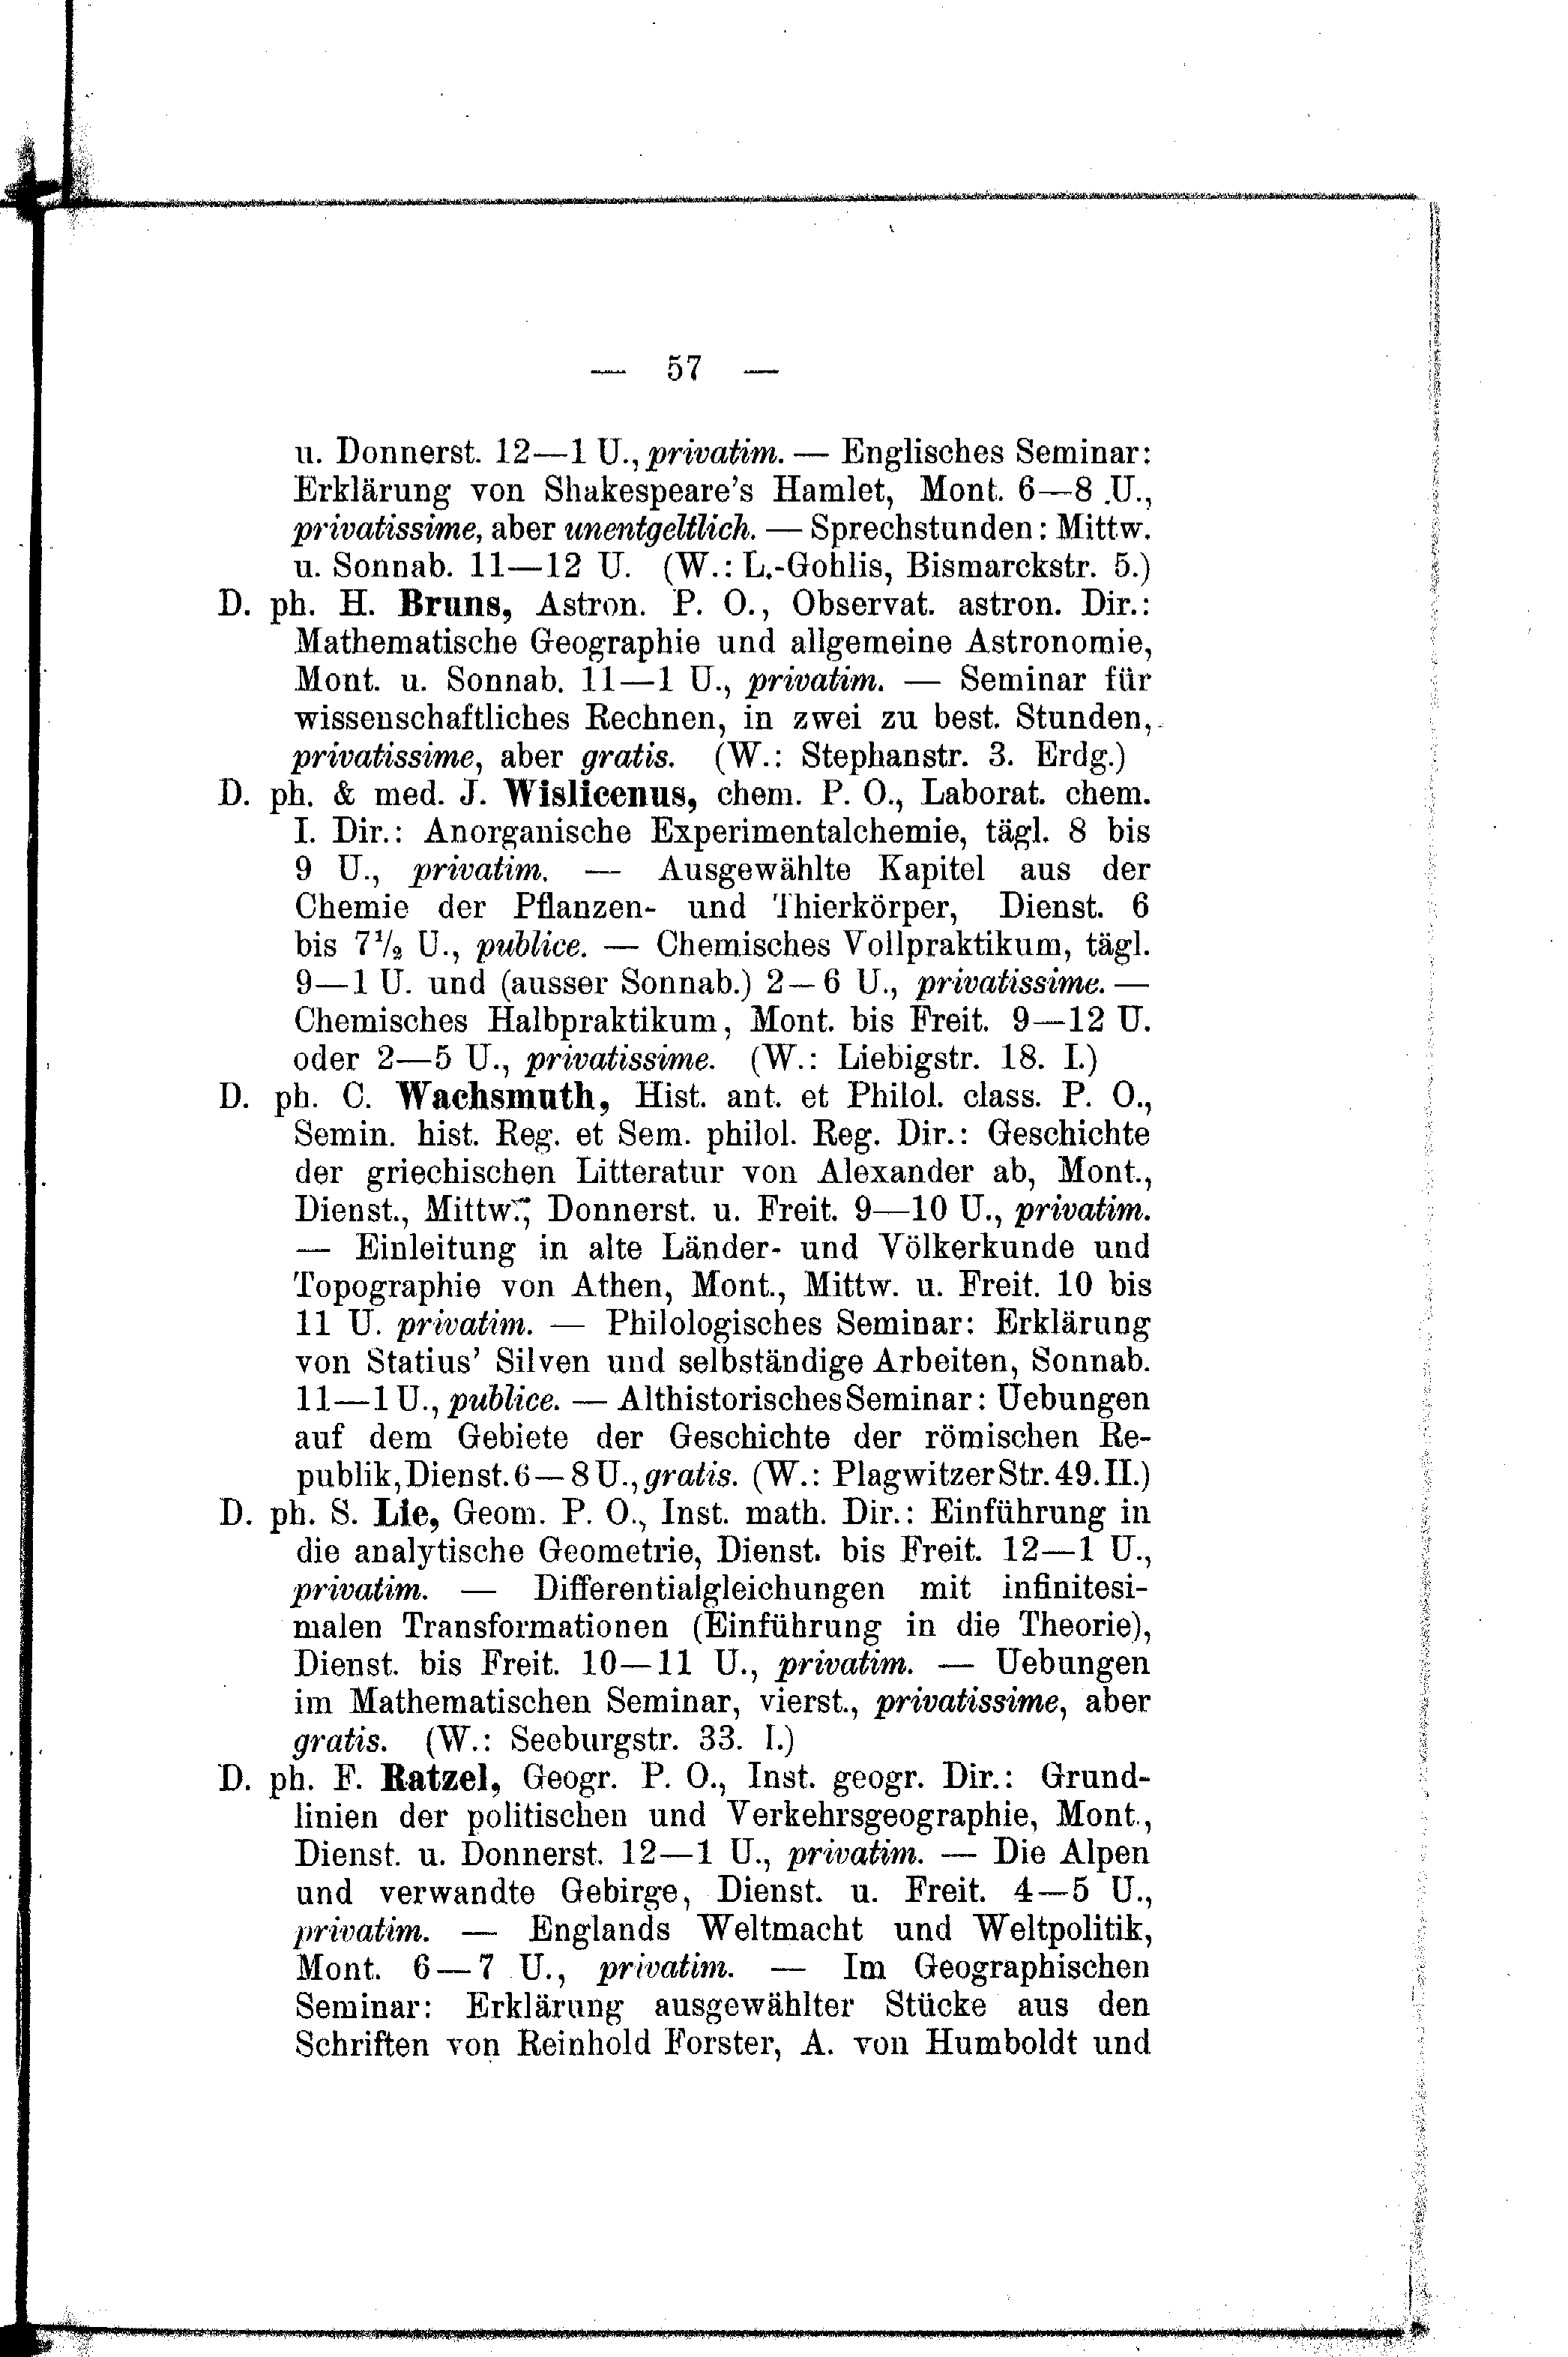 — 57 —
u. Donnerst. 12—1 U., privatim. — Englisches Seminar:
Erklärung von Shakespeare's Hamlet, Mont. 6—8 U.,
privatissime, aber unentgeltlich. — Sprechstunden: Mittw.
u. Sonnab. 11—12 U. (W.: L.-Gohlis, Bismarckstr. 5.)
D. ph. H. Bruns, Astron. P. O., Observat. astron. Dir.:
Mathematische Geographie und allgemeine Astronomie,
Mont. u. Sonnab. 11—1 U., privatim. — Seminar für
wissenschaftliches Rechnen, in zwei zu best. Stunden,
privatissime, aber gratis. (W.: Stephanstr. 3. Erdg.)
D. ph. & med. J. Wislicenus, chem. P. O., Laborat. chem.
I. Dir.: Anorganische Experimentalchemie, tägl. 8 bis
9 U., privatim. — Ausgewählte Kapitel aus der
Chemie der Pflanzen- und Thierkörper, Dienst. 6
bis 7½ U., publice. — Chemisches Vollpraktikum, tägl.
9—1 U. und (ausser Sonnab.) 2—6 U., privatissime. —
Chemisches Halbpraktikum, Mont. bis Freit. 9—12 U.
oder 2—5 U., privatissime. (W.: Liebigstr. 18. I.)
D. ph. C. Wachsmuth, Hist. ant. et Philol. class. P. O.,
Semin. hist. Reg. et Sem. philol. Reg. Dir.: Geschichte
der griechischen Litteratur von Alexander ab, Mont.,
Dienst., Mittw., Donnerst. u. Freit. 9—10 U., privatim.
— Einleitung in alte Länder- und Völkerkunde und
Topographie von Athen, Mont., Mittw. u. Freit. 10 bis
11 U. privatim. — Philologisches Seminar: Erklärung
von Statius' Silven und selbständige Arbeiten, Sonnab.
11—1 U., publice. — Althistorisches Seminar: Uebungen
auf dem Gebiete der Geschichte der römischen Re-
publik, Dienst. 6—8 U., gratis. (W.: Plagwitzer Str. 49. II.)
D. ph. S. Lie, Geom. P. O., Inst. math. Dir.: Einführung in
die analytische Geometrie, Dienst. bis Freit. 12—1 U.,
privatim. — Differentialgleichungen mit infinitesi-
malen Transformationen (Einführung in die Theorie),
Dienst. bis Freit. 10—11 U., privatim. — Uebungen
im Mathematischen Seminar, vierst., privatissime, aber
gratis. (W.: Seeburgstr. 33. I.)
D. ph. F. Ratzel, Geogr. P. O., Inst. geogr. Dir.: Grund-
linien der politischen und Verkehrsgeographie, Mont.,
Dienst. u. Donnerst. 12—1 U., privatim. — Die Alpen
und verwandte Gebirge, Dienst. u. Freit. 4—5 U.,
privatim. — Englands Weltmacht und Weltpolitik,
Mont. 6—7 U., privatim. — Im Geographischen
Seminar: Erklärung ausgewählter Stücke aus den
Schriften von Reinhold Forster, A. von Humboldt und